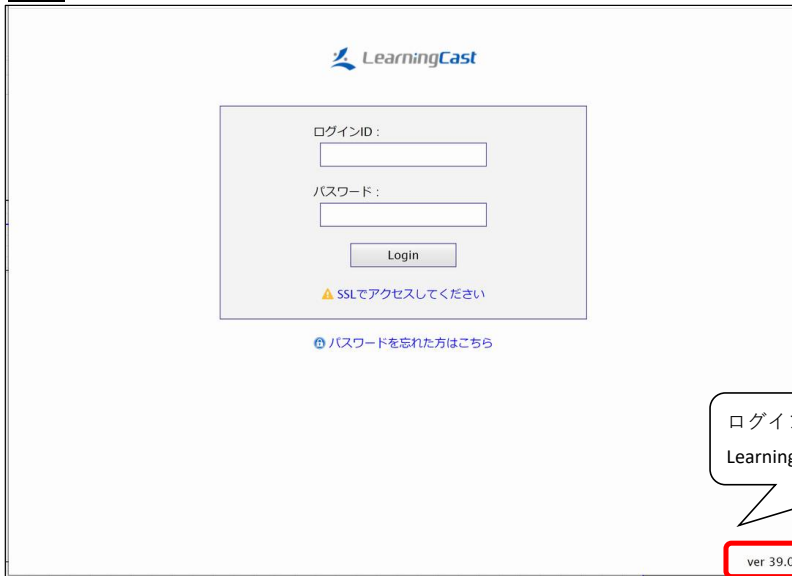 LearningCast
ログインID：
パスワード：
Login
SSLでアクセスしてください
パスワードを忘れた方はこちら
ログイ
Learning
ver 39.0